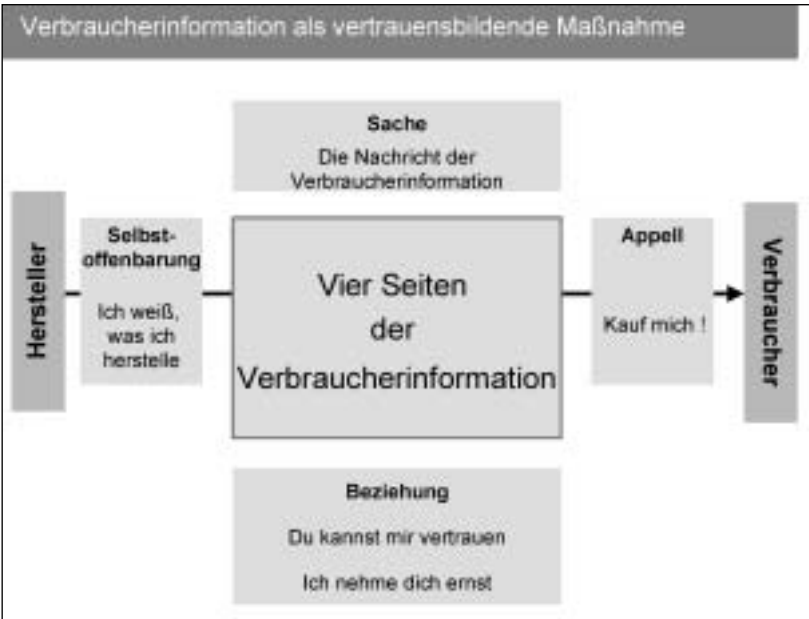 Verbraucherinformation als vertrauensbildende Maßnahme
Sache
Die Nachricht der
Verbraucherinformation
Hersteller
Selbst-
offenbarung
Ich weiß,
was ich
herstelle
Vier Seiten
der
Verbraucherinformation
Appell
Kauf mich !
Verbraucher
Beziehung
Du kannst mir vertrauen
Ich nehme dich ernst